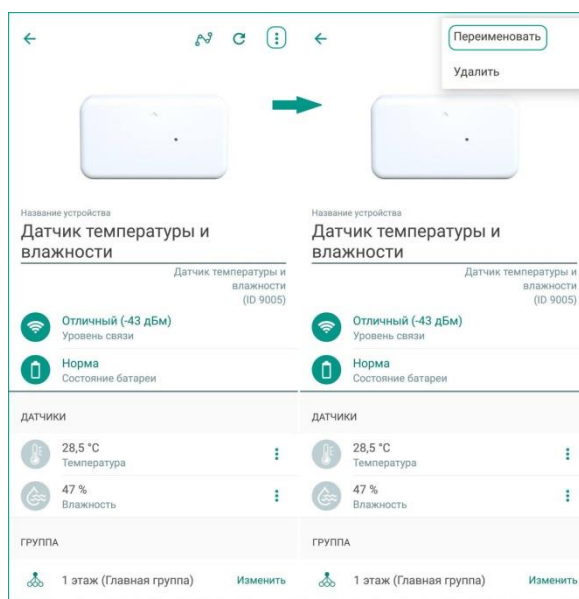 Название устройства
Датчик температуры и
влажности
Датчик температуры и
влажности
(ID 9005)
Отличный (-43 дБм)
Уровень связи
Норма
Состояние батареи
ДАТЧИКИ
28,5 °C
Температура
47 %
Влажность
ГРУППА
1 этаж (Главная группа)
Изменить
Переименовать
Удалить
Название устройства
Датчик температуры и
влажности
Датчик температуры и
влажности
(ID 9005)
Отличный (-43 дБм)
Уровень связи
Норма
Состояние батареи
ДАТЧИКИ
28,5 °C
Температура
47 %
Влажность
ГРУППА
1 этаж (Главная группа)
Изменить